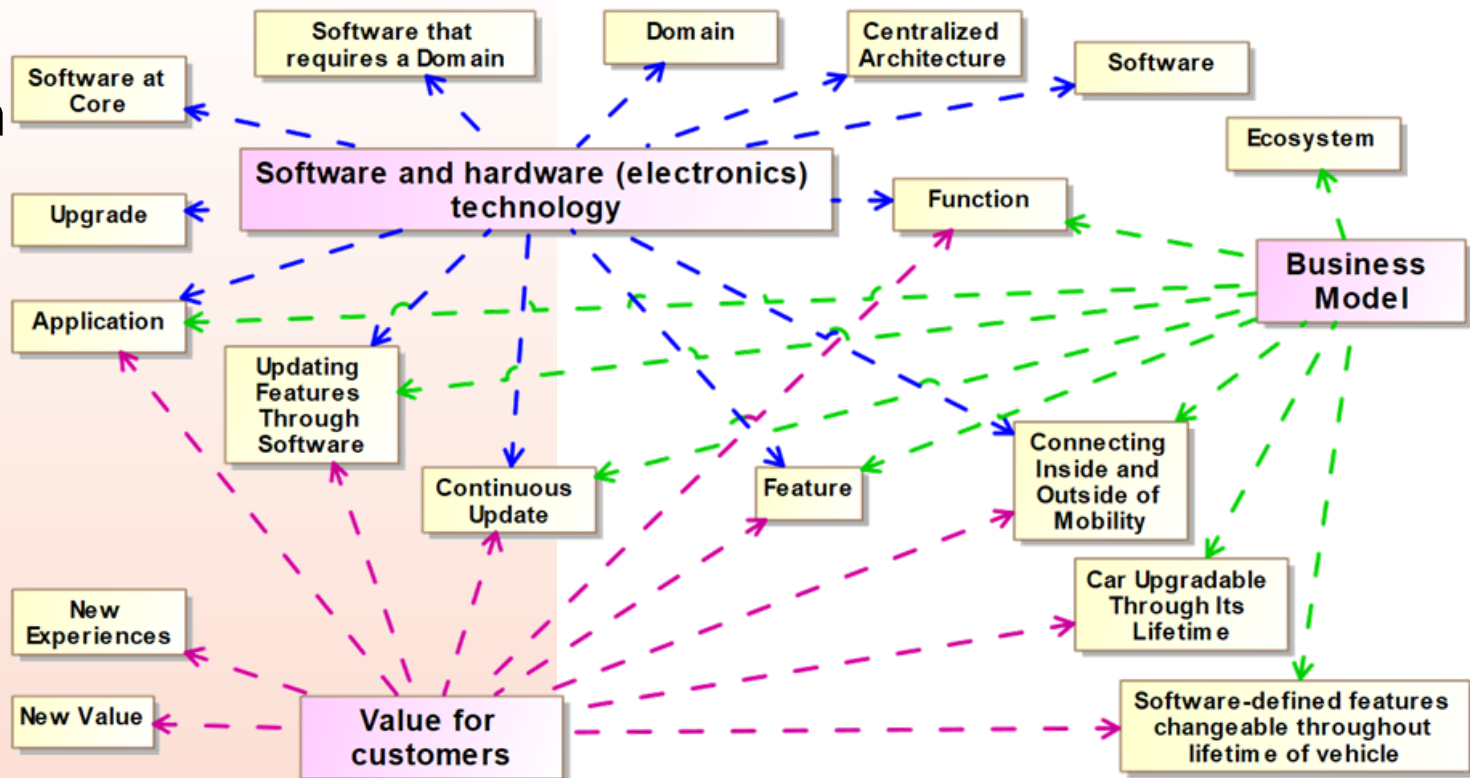 Software that
requires a Domain
Domain
Centralized
Architecture
Software
Software at
Core
Ecosystem
Software and hardware (electronics)
technology
Upgrade
Function
Business
Model
Application
Updating
Features
Through
Software
Continuous
Update
Feature
Connecting
Inside and
Outside of
Mobility
Car Upgradable
Through Its
Lifetime
New
Experiences
New Value
Value for
customers
Software-defined features
changeable throughout
lifetime of vehicle